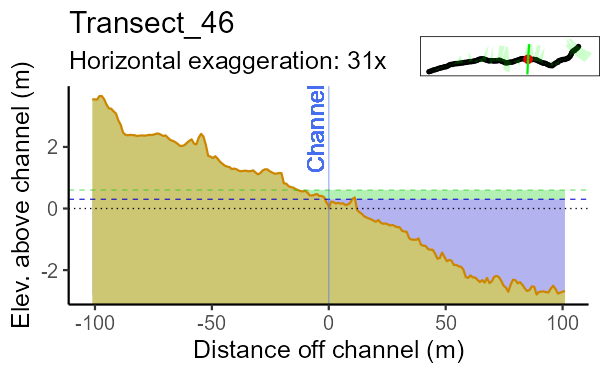 Transect_46
Horizontal exaggeration: 31x
Channel
Elev. above channel (m)
2
0
-2
-100
-50
0
50
100
Distance off channel (m)